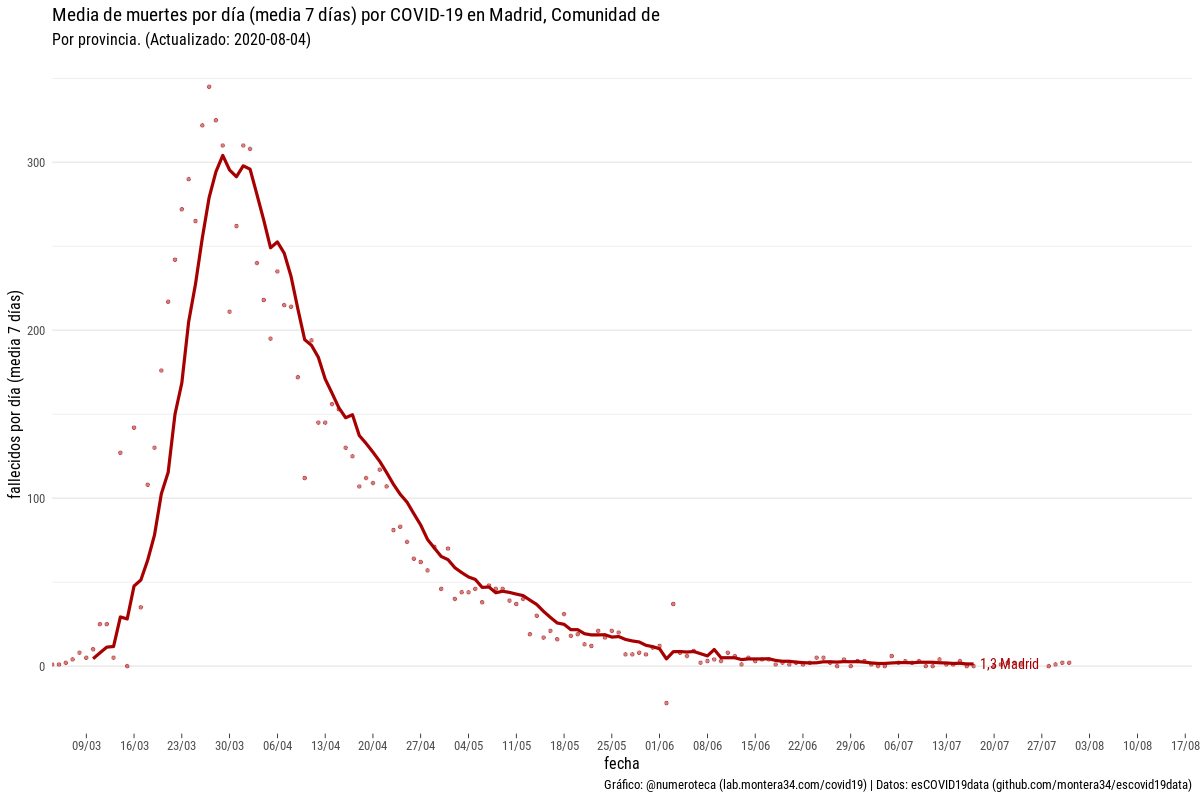 Media de muertes por día (media 7 días) por COVID-19 en Madrid, Comunidad de
Por provincia. (Actualizado: 2020-08-04)
fallecidos por día (media 7 días)
300
200
100
0
1,3 Madrid
09/03 16/03 23/03 30/03 06/04 13/04 20/04 27/04 04/05 11/05 18/05 25/05 01/06 08/06 15/06 22/06 29/06 06/07 13/07 20/07 27/07 03/08 10/08 17/08
fecha
Gráfico: @numeroteca (lab.montera34.com/covid19) | Datos: esCOVID19data (github.com/montera34/escovid19data)